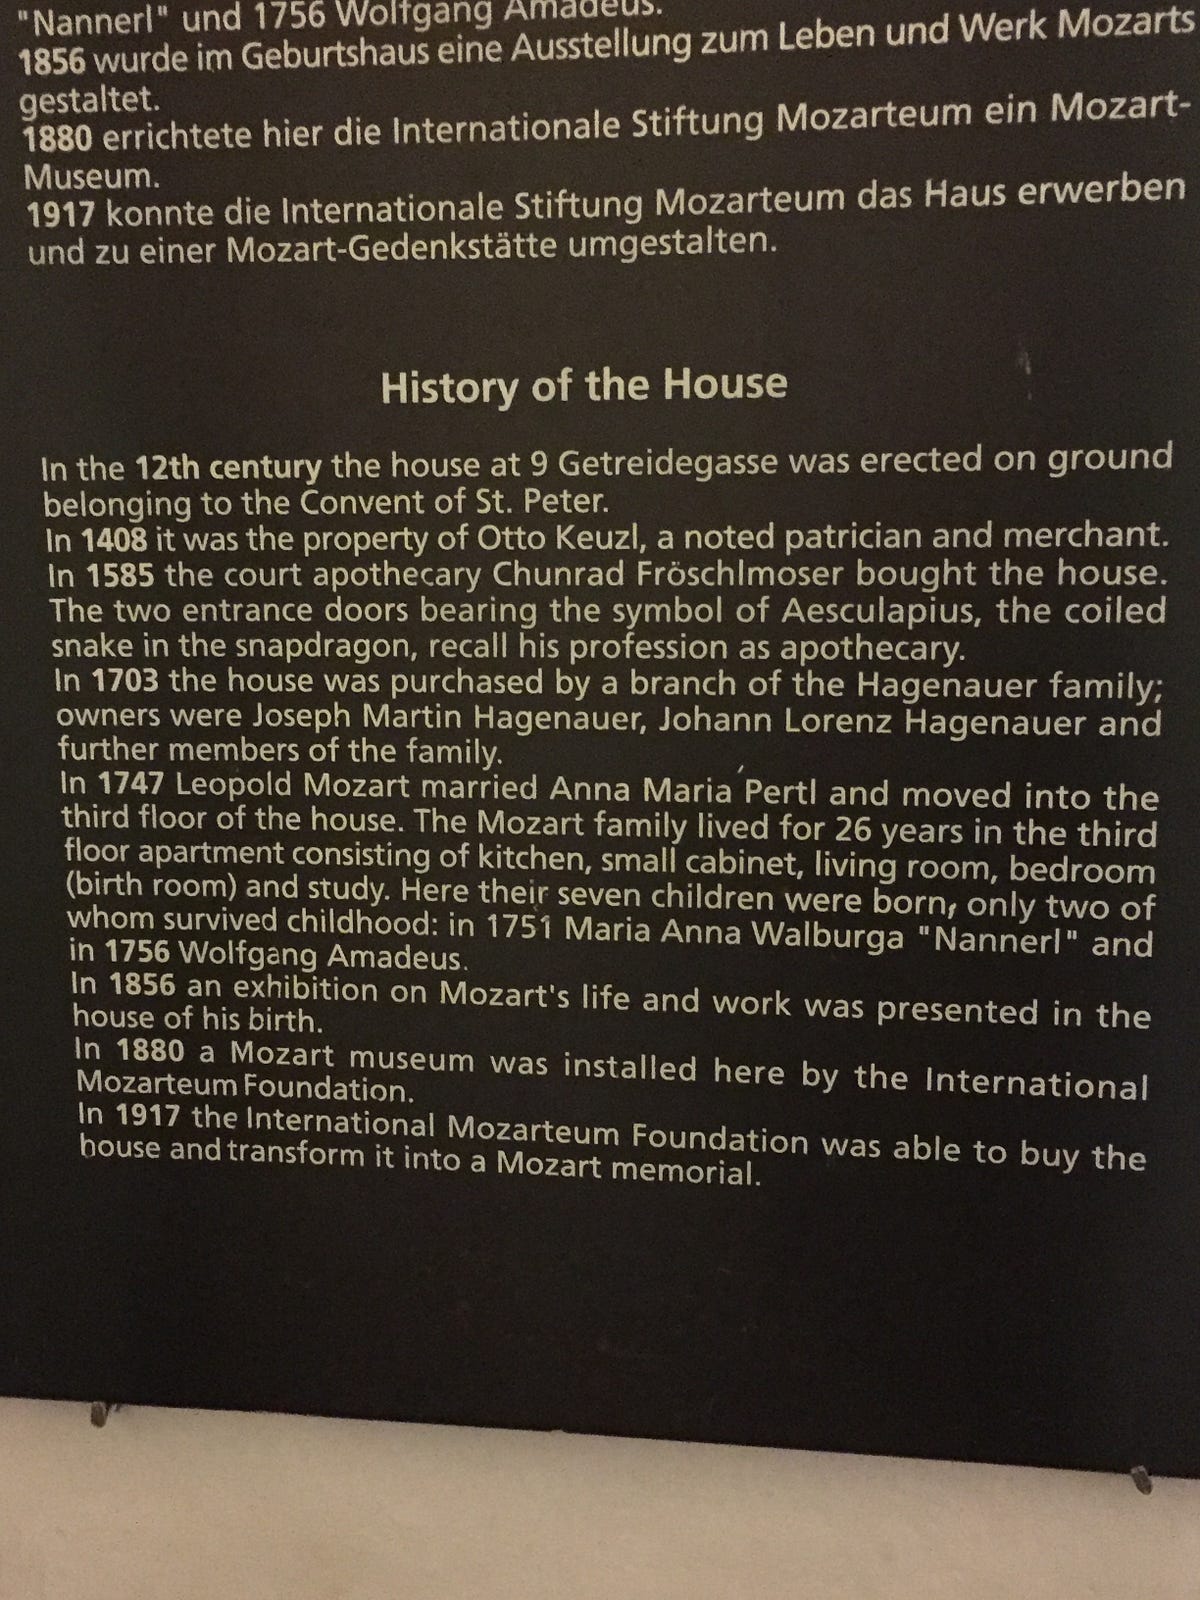 "Nannerl" und 1756 Wolfgang Amadeus.
1856 wurde im Geburtshaus eine Ausstellung zum Leben und Werk Mozarts
gestaltet.
1880 errichtete hier die Internationale Stiftung Mozarteum ein Mozart-
Museum.
1917 konnte die Internationale Stiftung Mozarteum das Haus erwerben
und zu einer Mozart-Gedenkstätte umgestalten.
History of the House
In the 12th century the house at 9 Getreidegasse was erected on ground
belonging to the Convent of St. Peter.
In 1408 it was the property of Otto Keuzl, a noted patrician and merchant.
In 1585 the court apothecary Chunrad Fröschlmoser bought the house.
The two entrance doors bearing the symbol of Aesculapius, the coiled
snake in the snapdragon, recall his profession as apothecary.
In 1703 the house was purchased by a branch of the Hagenauer family;
owners were Joseph Martin Hagenauer, Johann Lorenz Hagenauer and
further members of the family.
In 1747 Leopold Mozart married Anna Maria Pertl and moved into the
third floor of the house. The Mozart family lived for 26 years in the third
floor apartment consisting of kitchen, small cabinet, living room, bedroom
(birth room) and study. Here their seven children were born, only two of
whom survived childhood: in 1751 Maria Anna Walburga "Nannerl" and
in 1756 Wolfgang Amadeus.
In 1856 an exhibition on Mozart's life and work was presented in the
house of his birth.
In 1880 a Mozart museum was installed here by the International
Mozarteum Foundation.
In 1917 the International Mozarteum Foundation was able to buy the
house and transform it into a Mozart memorial.